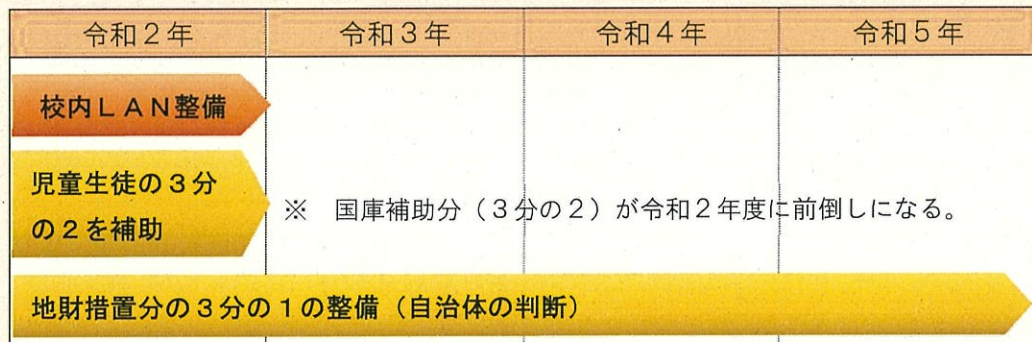 令和２年 令和３年 令和４年 令和５年
校内ＬＡＮ整備
児童生徒の３分
の２を補助
※　国庫補助分（３分の２）が令和２年度に前倒しになる。
地財措置分の３分の１の整備（自治体の判断）